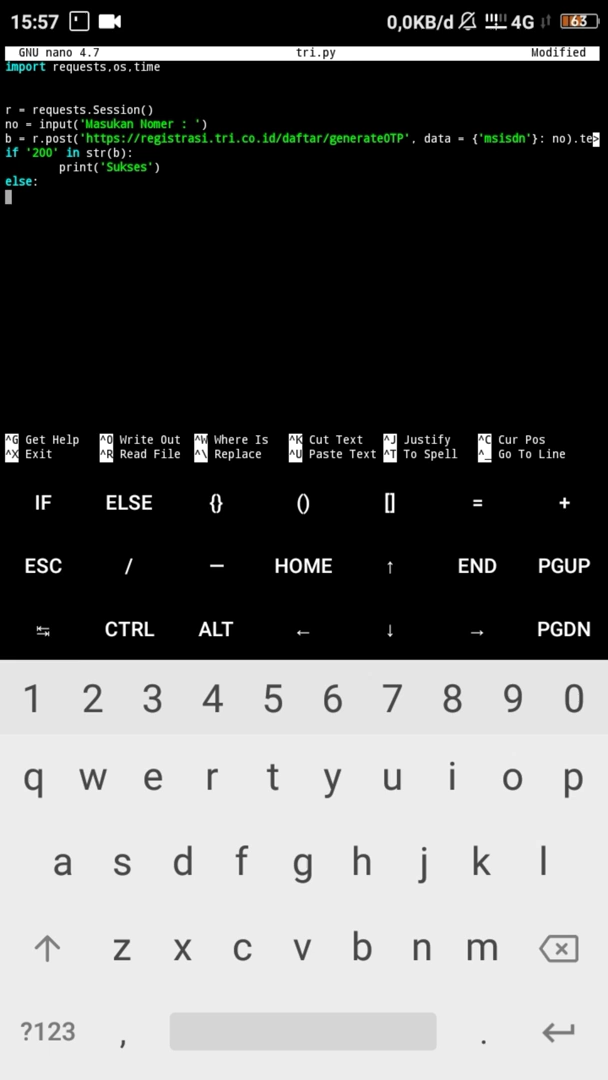 15:57 0,0KB/d 4G 63
GNU nano 4.7 tri.py Modified
import requests,os,time
r = requests.Session()
no = input('Masukan Nomer : ')
b = r.post('https://registrasi.tri.co.id/daftar/generateOTP', data = {'msisdn'}: no).te>
if '200' in str(b):
print('Sukses')
else:
^G Get Help ^O Write Out ^W Where Is ^K Cut Text ^J Justify ^C Cur Pos
^X Exit ^R Read File ^\ Replace ^U Paste Text ^T To Spell ^_ Go To Line
IF ELSE {} () [] = +
ESC / — HOME ↑ END PGUP
↹ CTRL ALT ← ↓ → PGDN
1 2 3 4 5 6 7 8 9 0
q w e r t y u i o p
a s d f g h j k l
z x c v b n m
?123 , .